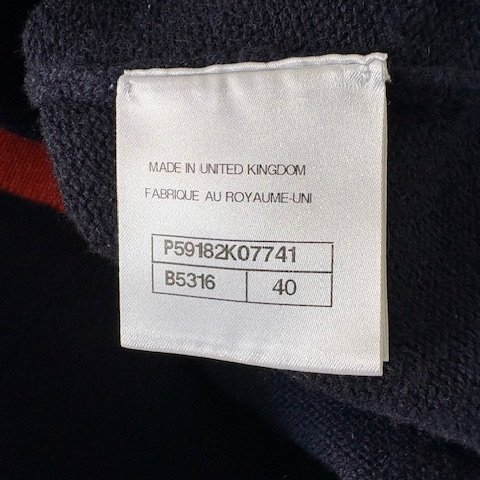 MADE IN UNITED KINGDOM
FABRIQUE AU ROYAUME-UNI
P59182K07741
B5316 40